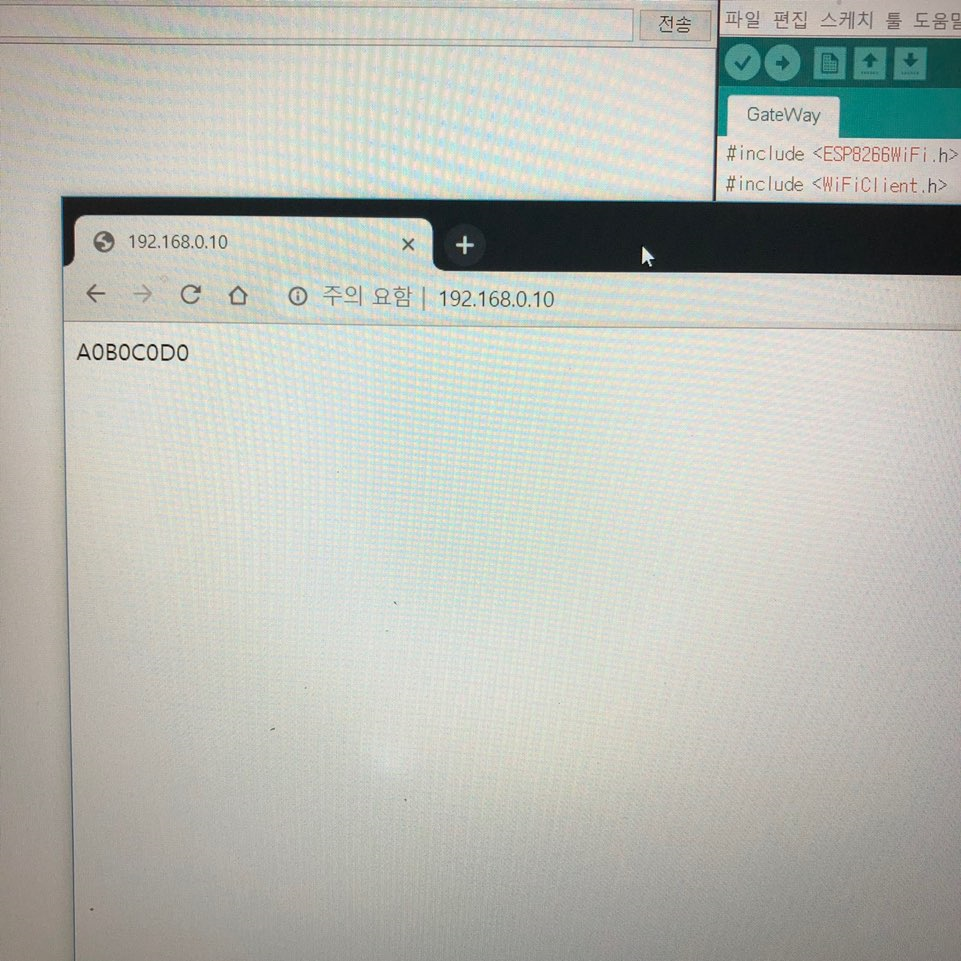 전송
파일 편집 스케치 툴 도움말
GateWay
#include <ESP8266WiFi.h>
#include <WiFiClient.h>
192.168.0.10
주의 요함 | 192.168.0.10
A0B0C0D0